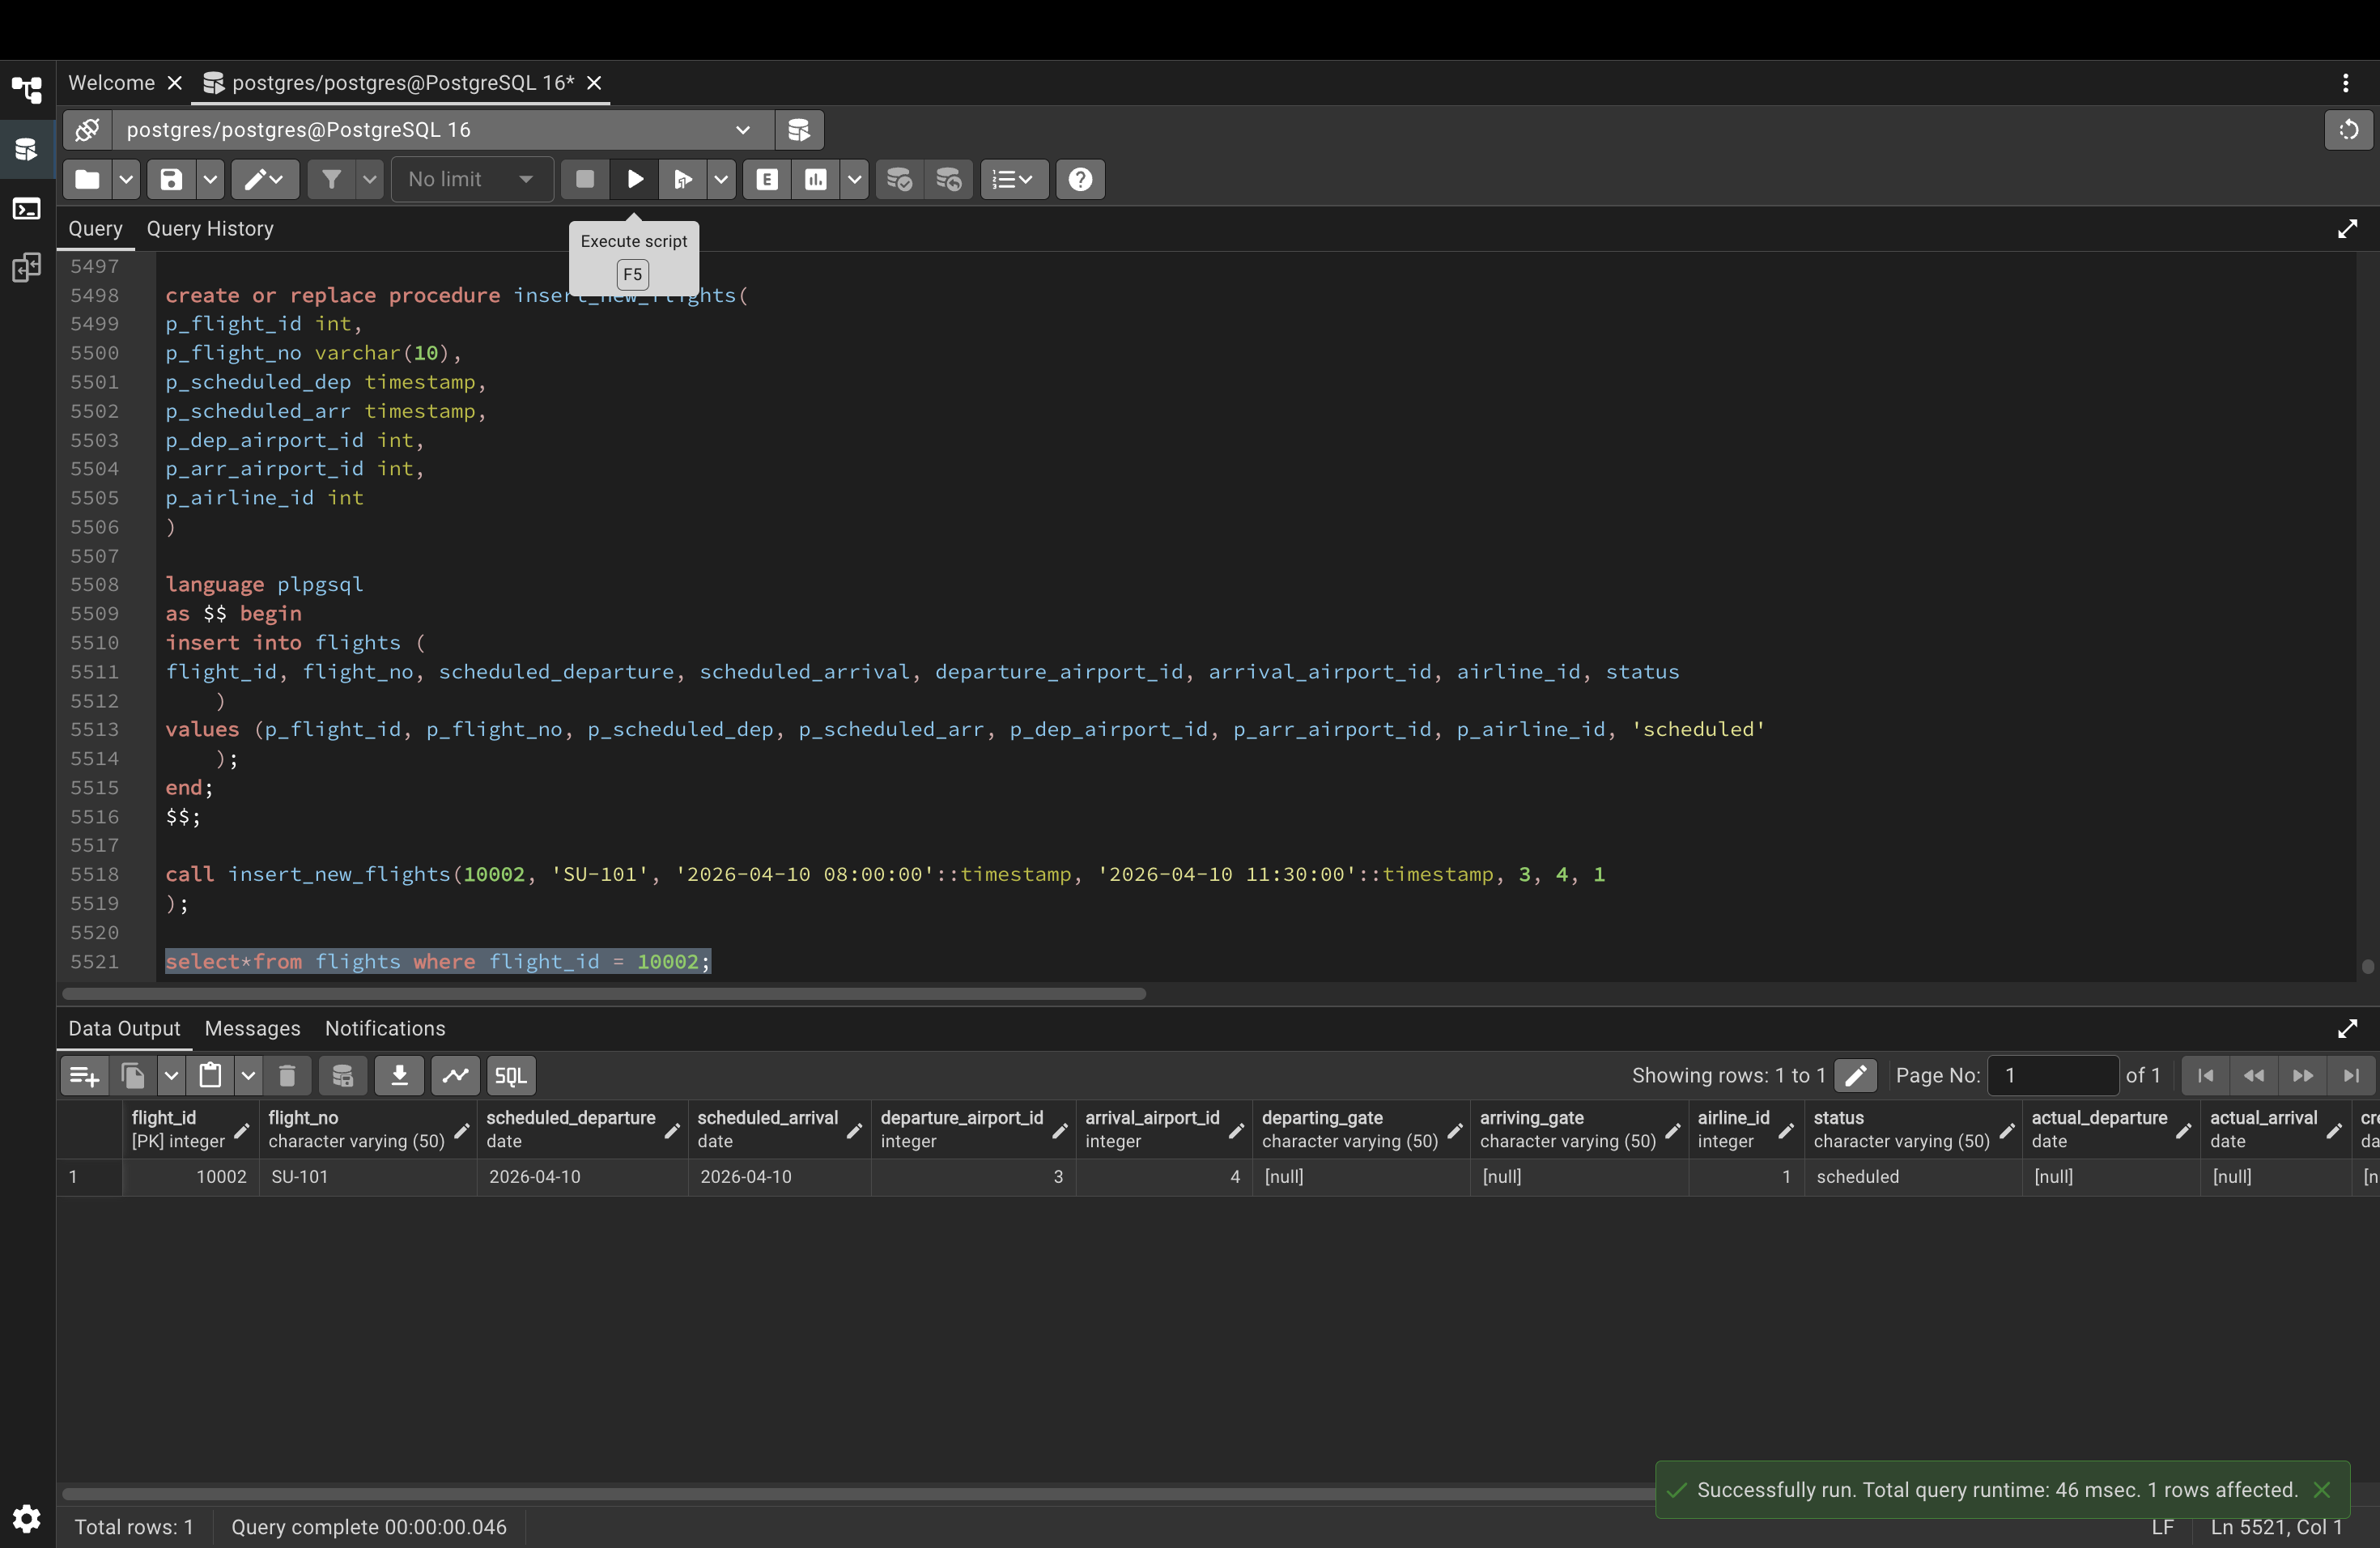 Welcome
postgres/postgres@PostgreSQL 16*
postgres/postgres@PostgreSQL 16
No limit
E
Query
Query History
Execute script
F5
5497
5498 create or replace procedure insert_new_flights(
5499 p_flight_id int,
5500 p_flight_no varchar(10),
5501 p_scheduled_dep timestamp,
5502 p_scheduled_arr timestamp,
5503 p_dep_airport_id int,
5504 p_arr_airport_id int,
5505 p_airline_id int
5506 )
5507
5508 language plpgsql
5509 as $$ begin
5510 insert into flights (
5511 flight_id, flight_no, scheduled_departure, scheduled_arrival, departure_airport_id, arrival_airport_id, airline_id, status
5512 )
5513 values (p_flight_id, p_flight_no, p_scheduled_dep, p_scheduled_arr, p_dep_airport_id, p_arr_airport_id, p_airline_id, 'scheduled'
5514 );
5515 end;
5516 $$;
5517
5518 call insert_new_flights(10002, 'SU-101', '2026-04-10 08:00:00'::timestamp, '2026-04-10 11:30:00'::timestamp, 3, 4, 1
5519 );
5520
5521 select*from flights where flight_id = 10002;
Data Output Messages Notifications
SQL
Showing rows: 1 to 1 Page No: 1 of 1
flight_id flight_no scheduled_departure scheduled_arrival departure_airport_id arrival_airport_id departing_gate arriving_gate airline_id status actual_departure actual_arrival cre
[PK] integer character varying (50) date date integer integer character varying (50) character varying (50) integer character varying (50) date date da
1 10002 SU-101 2026-04-10 2026-04-10 3 4 [null] [null] 1 scheduled [null] [null] [n
Successfully run. Total query runtime: 46 msec. 1 rows affected.
Total rows: 1 Query complete 00:00:00.046 LF Ln 5521, Col 1